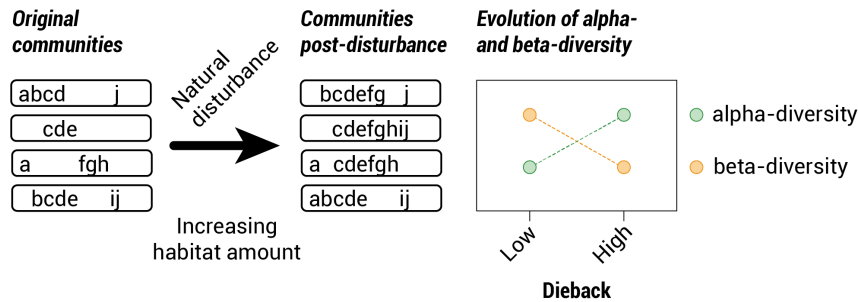 Original
communities
abcd j
cde
a fgh
bcde ij
Natural
disturbance
Increasing
habitat amount
Communities
post-disturbance
bcdefg j
cdefghij
a cdefgh
abcde ij
Evolution of alpha-
and beta-diversity
alpha-diversity
beta-diversity
Low
High
Dieback